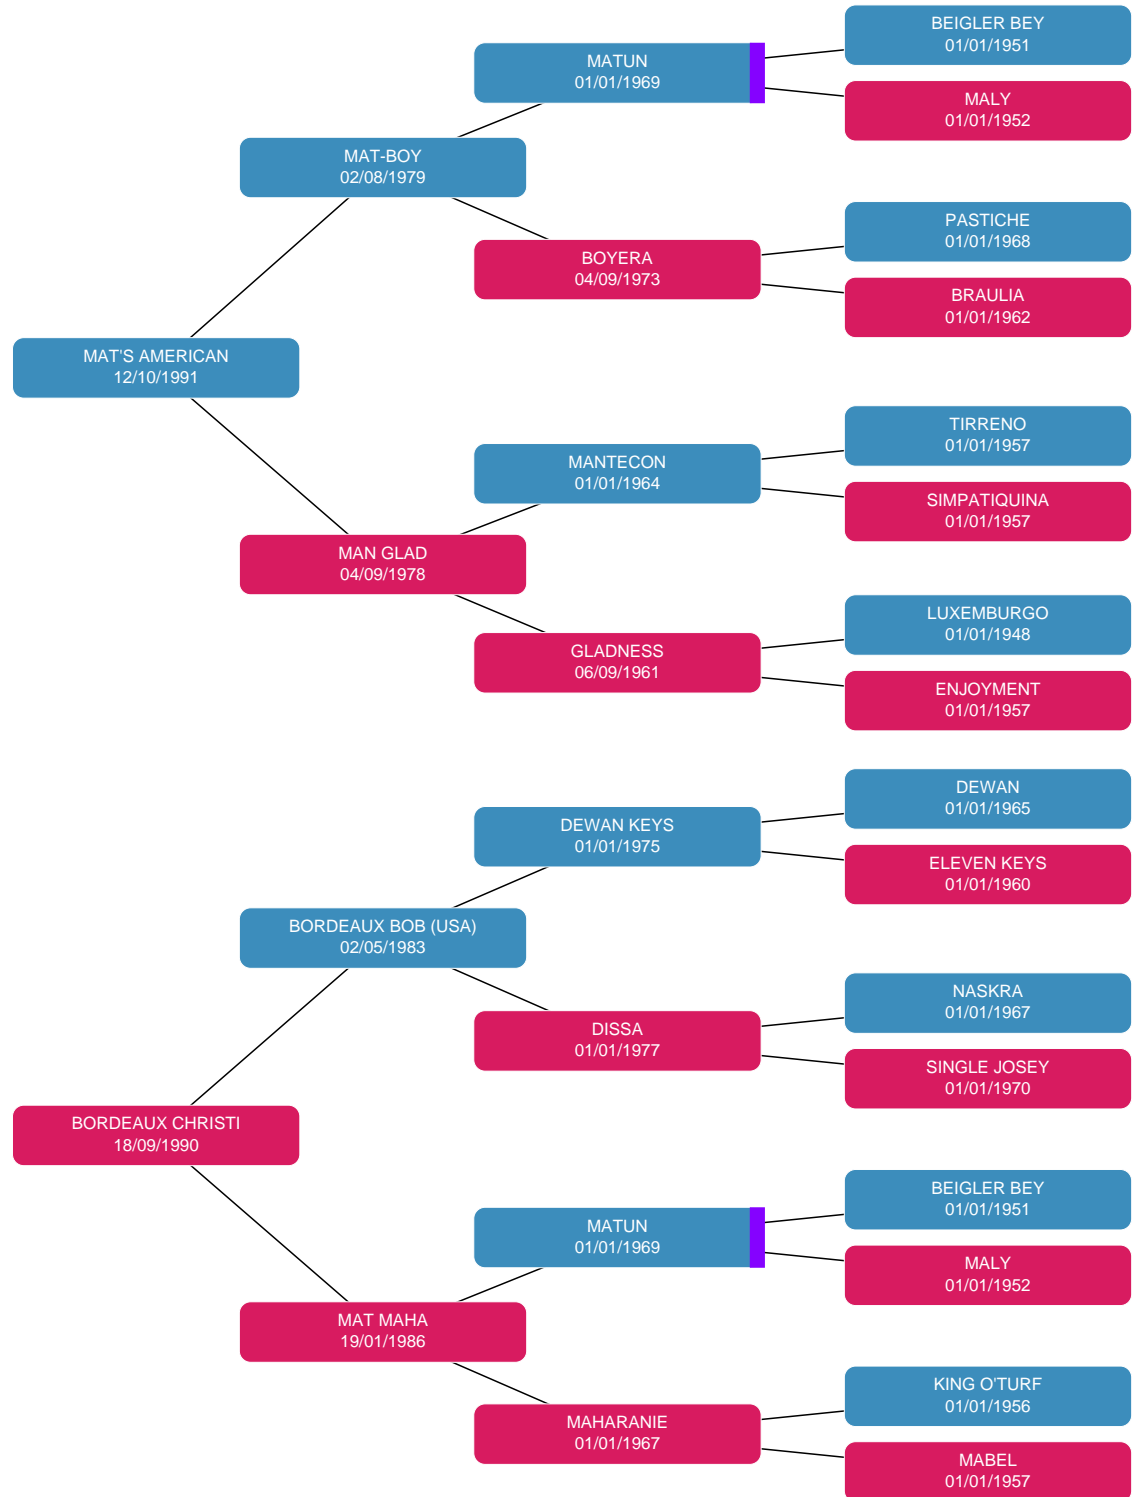 BEIGLER BEY
01/01/1951
MATUN
01/01/1969
MALY
01/01/1952
MAT-BOY
02/08/1979
PASTICHE
01/01/1968
BOYERA
04/09/1973
BRAULIA
01/01/1962
MAT'S AMERICAN
12/10/1991
TIRRENO
01/01/1957
MANTECON
01/01/1964
SIMPATIQUINA
01/01/1957
MAN GLAD
04/09/1978
LUXEMBURGO
01/01/1948
GLADNESS
06/09/1961
ENJOYMENT
01/01/1957
DEWAN
01/01/1965
DEWAN KEYS
01/01/1975
ELEVEN KEYS
01/01/1960
BORDEAUX BOB (USA)
02/05/1983
NASKRA
01/01/1967
DISSA
01/01/1977
SINGLE JOSEY
01/01/1970
BORDEAUX CHRISTI
18/09/1990
BEIGLER BEY
01/01/1951
MATUN
01/01/1969
MALY
01/01/1952
MAT MAHA
19/01/1986
KING O'TURF
01/01/1956
MAHARANIE
01/01/1967
MABEL
01/01/1957